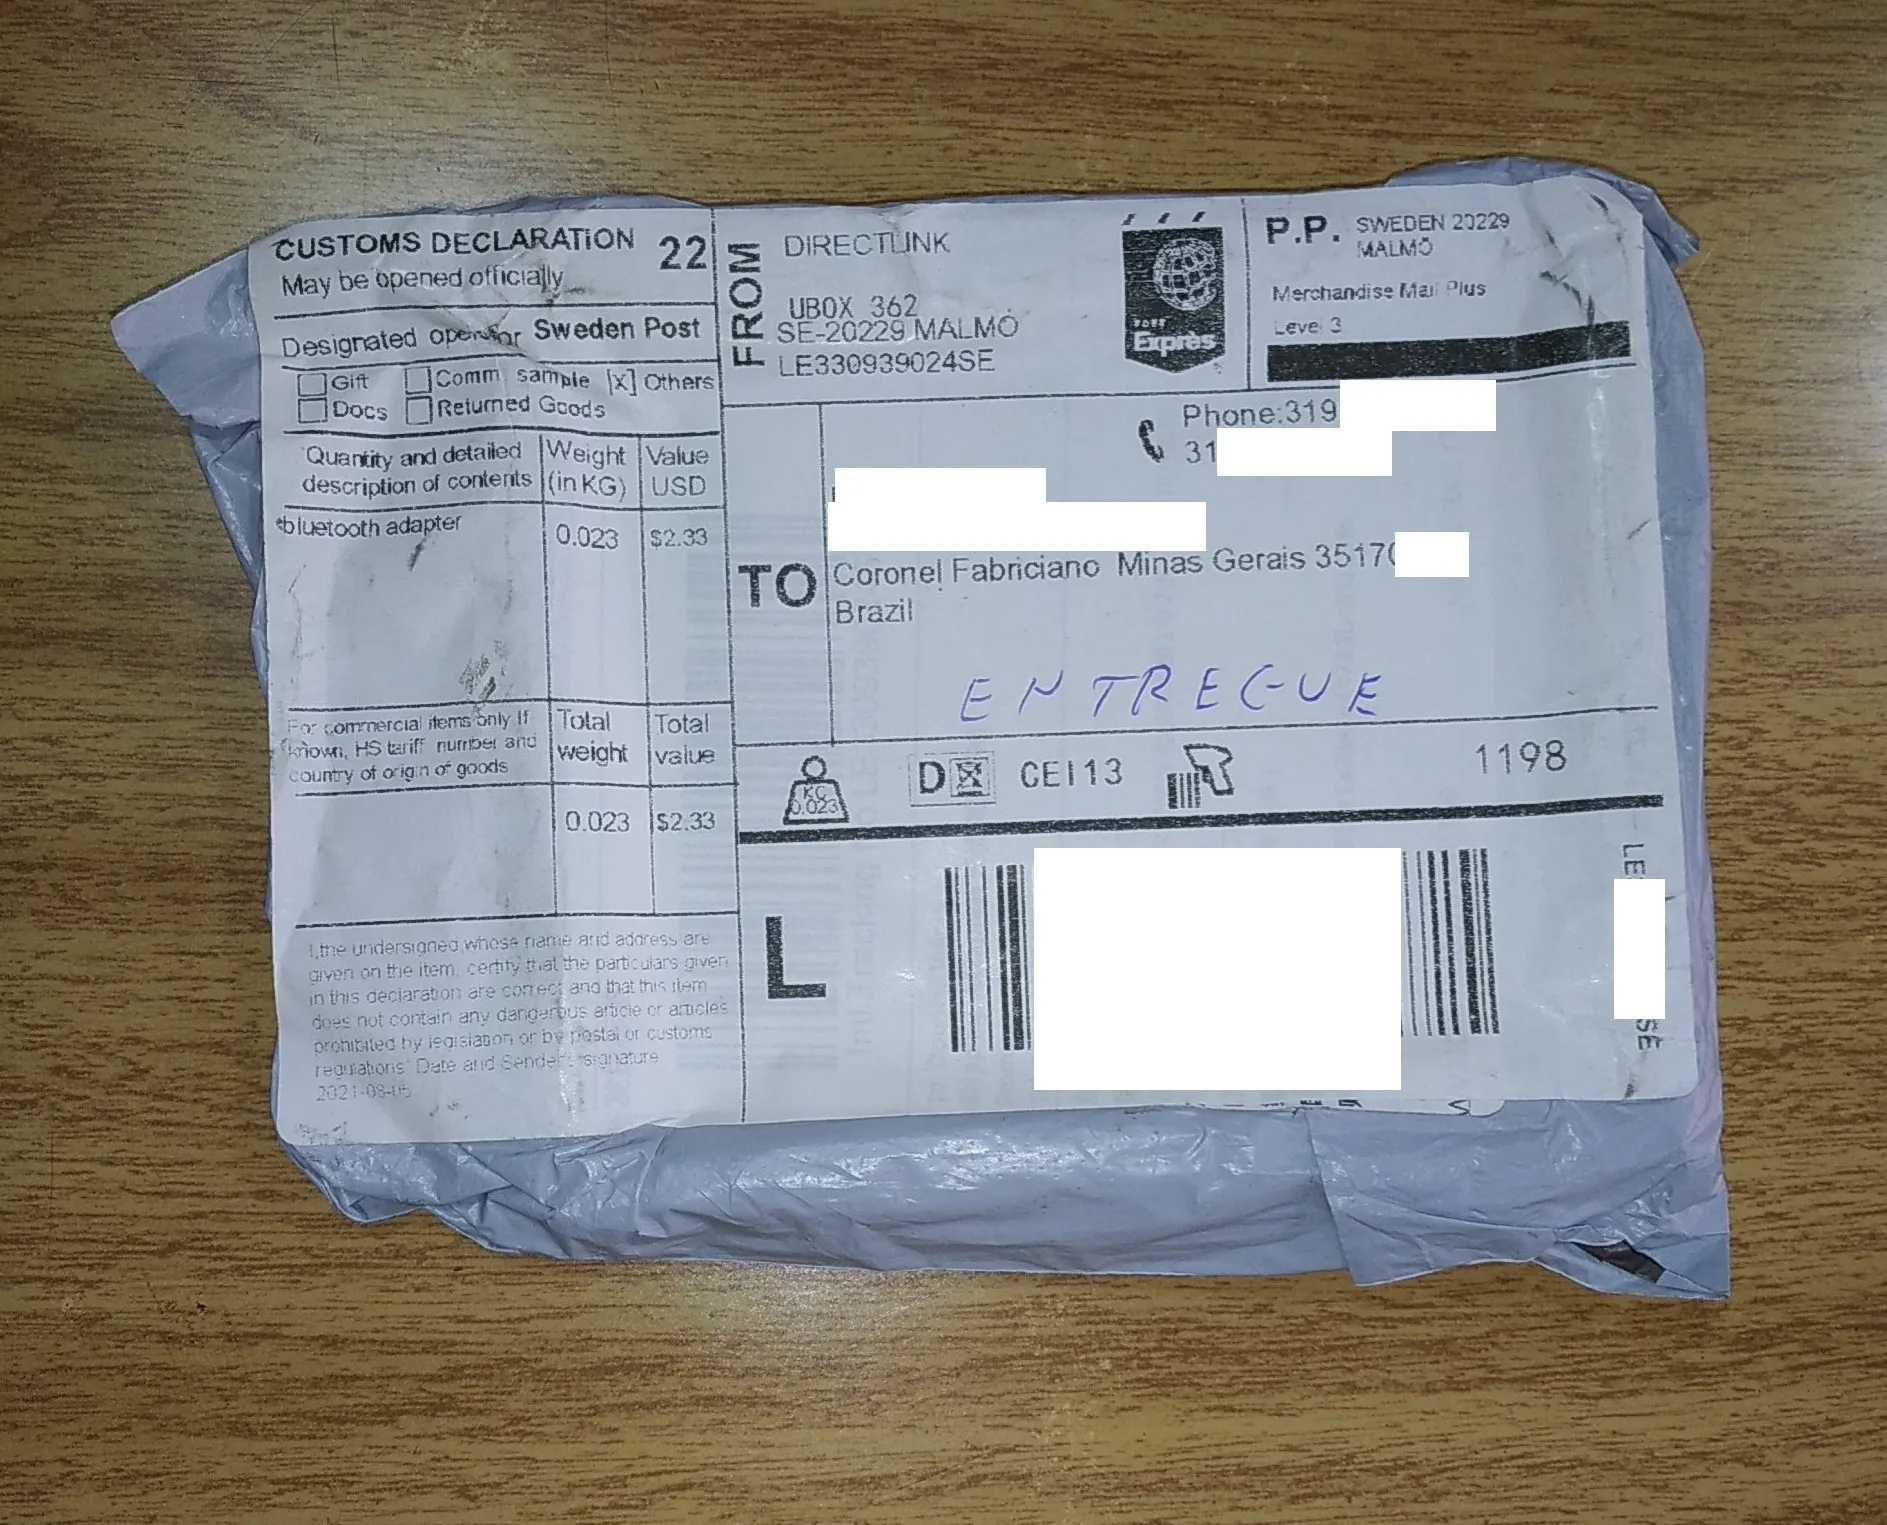 CUSTOMS DECLARATION 22
May be opened officially
Designated operator Sweden Post
Gift Comm sample [x] Others
Docs Returned Goods
Quantity and detailed description of contents
Weight (in KG)
Value USD
*bluetooth adapter 0.023 $2.33
For commercial items only If
known, HS tariff number and
country of origin of goods
Total weight
Total value
0.023 $2.33
I,the undersigned,whose name and address are
given on the item, certify that the particulars given
in this declaration are correct and that this item
does not contain any dangerous article or articles
prohibited by legislation or by postal or customs
regulations Date and Sender's signature
2021-08-05
FROM
DIRECTLINK
UBOX 362
SE-20229 MALMÖ
LE330939024SE
POST
Exprès
P.P. SWEDEN 20229
MALMÖ
Merchandise Mail Plus
Level 3
Phone:319
31
TO
Coronel Fabriciano Minas Gerais 3517
Brazil
ENTREGUE
KG
0.023
D CEI13 1198
L
LE
SE